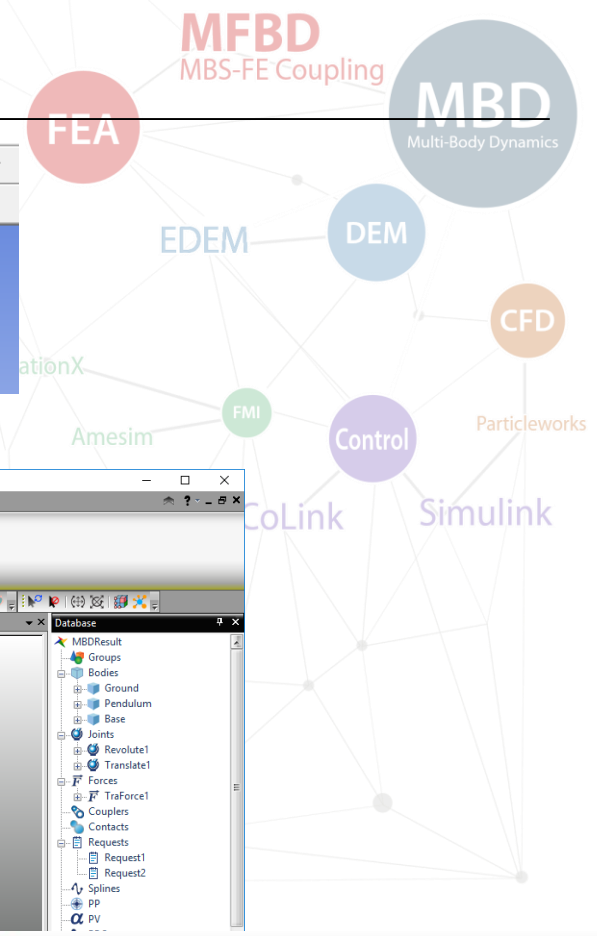 MFBD
MBS-FE Coupling
MBD
Multi-Body Dynamics
FEA
EDEM
DEM
CFD
ationX
FMI
Amesim
Control
Particleworks
CoLink
Simulink
Database
MBDResult
Groups
Bodies
Ground
Pendulum
Base
Joints
Revolute1
Translate1
Forces
TraForce1
Couplers
Contacts
Requests
Request1
Request2
Splines
PP
PV